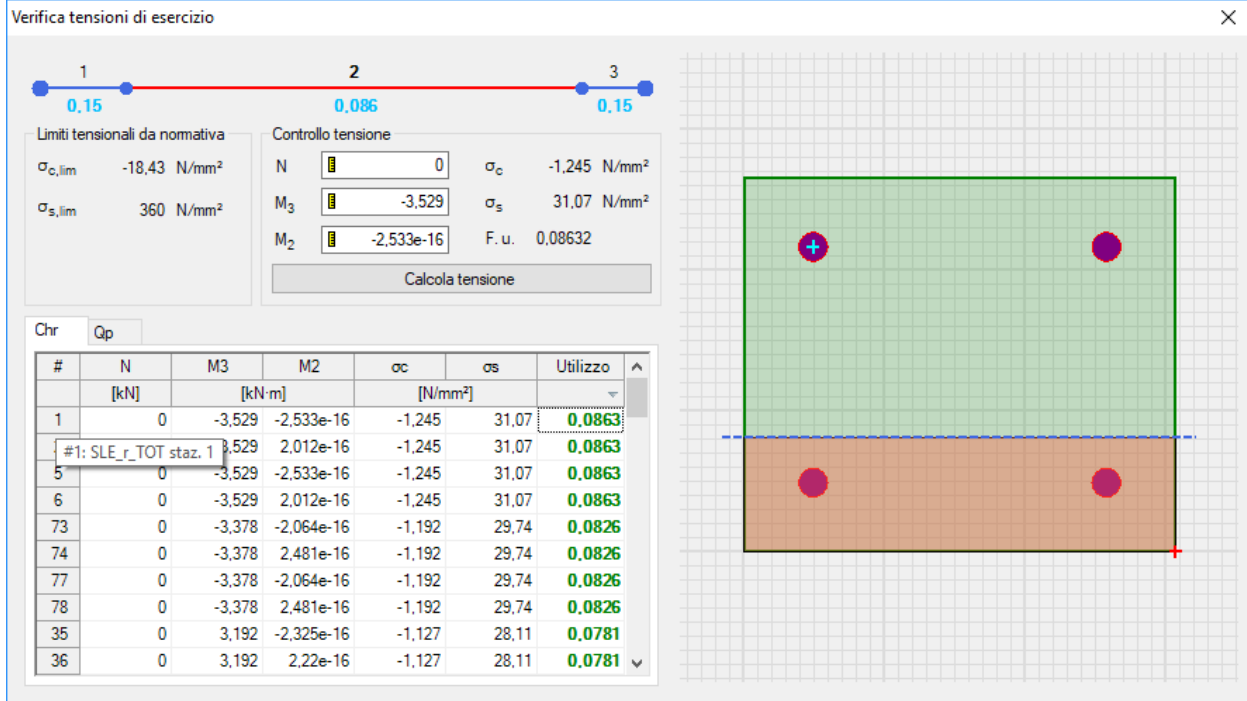 Verifica tensioni di esercizio
1 2 3
0,15 0,086 0,15
Limiti tensionali da normativa
σc,lim -18,43 N/mm²
σs,lim 360 N/mm²
Controllo tensione
N 0 σc -1,245 N/mm²
M3 -3,529 σs 31,07 N/mm²
M2 -2,533e-16 F. u. 0,08632
Calcola tensione
Chr Qp
# N M3 M2 σc σs Utilizzo
[kN] [kN·m] [N/mm²]
1 0 -3,529 -2,533e-16 -1,245 31,07 0,0863
#1: SLE_r_TOT staz. 1 3,529 2,012e-16 -1,245 31,07 0,0863
5 0 -3,529 -2,533e-16 -1,245 31,07 0,0863
6 0 -3,529 2,012e-16 -1,245 31,07 0,0863
73 0 -3,378 -2,064e-16 -1,192 29,74 0,0826
74 0 -3,378 2,481e-16 -1,192 29,74 0,0826
77 0 -3,378 -2,064e-16 -1,192 29,74 0,0826
78 0 -3,378 2,481e-16 -1,192 29,74 0,0826
35 0 3,192 -2,325e-16 -1,127 28,11 0,0781
36 0 3,192 2,22e-16 -1,127 28,11 0,0781